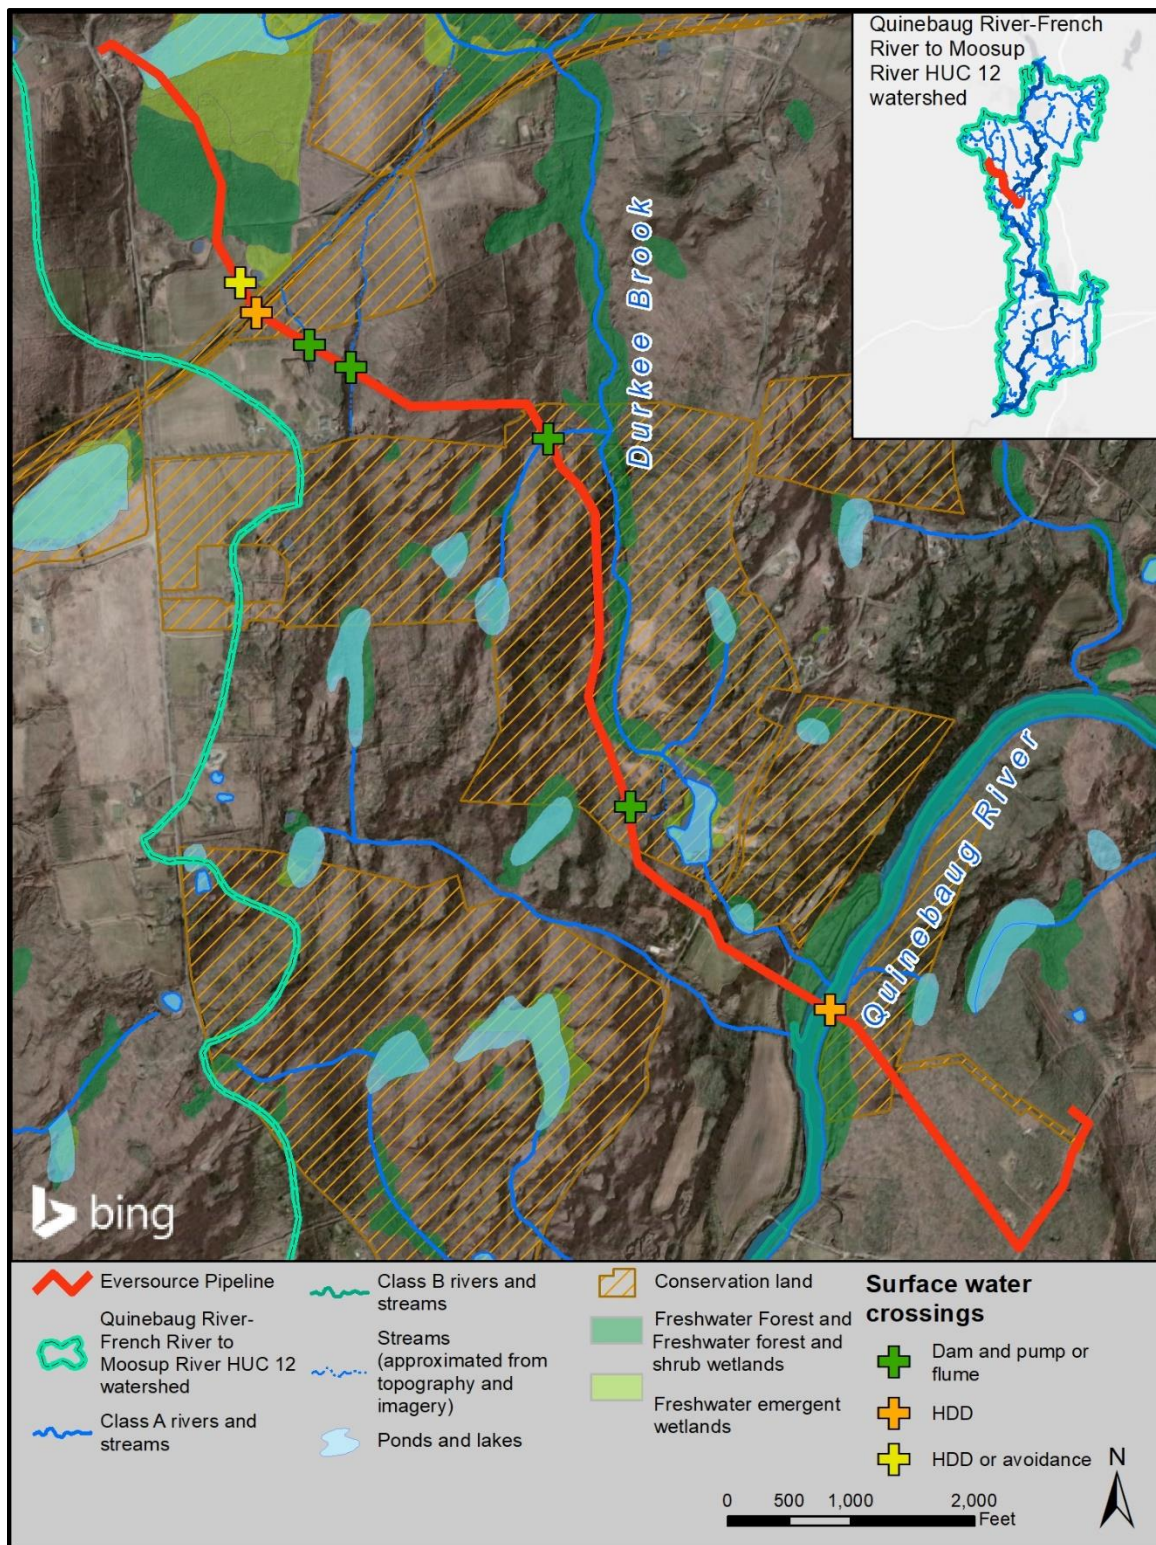 Quinebaug River-French
River to Moosup
River HUC 12
watershed
Durkee Brook
Quinebaug River
bing
Eversource Pipeline
Quinebaug River-
French River to
Moosup River HUC 12
watershed
Class A rivers and
streams
Class B rivers and
streams
Streams
(approximated from
topography and
imagery)
Ponds and lakes
Conservation land
Freshwater Forest and
Freshwater forest and
shrub wetlands
Freshwater emergent
wetlands
Surface water
crossings
Dam and pump or
flume
HDD
HDD or avoidance
N
0 500 1,000 2,000
Feet